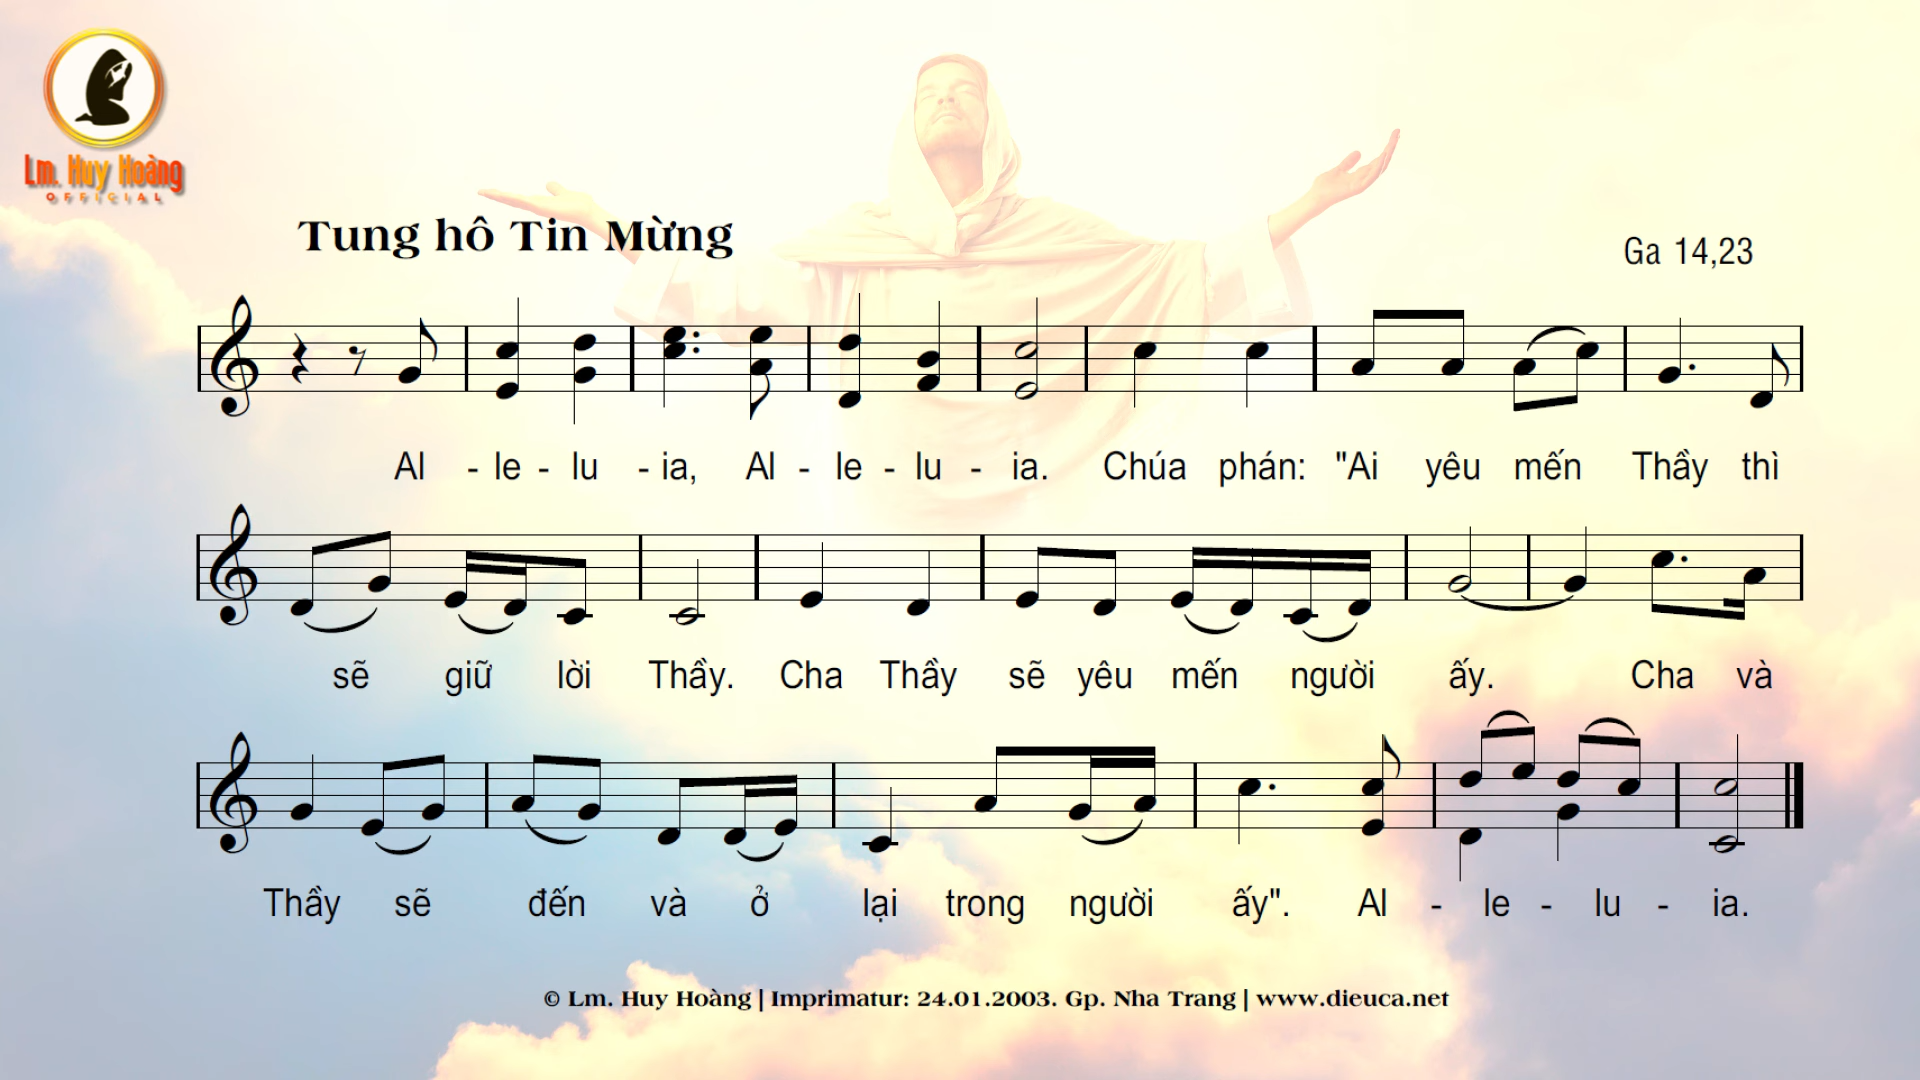 Lm. Huy Hoàng
OFFICIAL
Tung hô Tin Mừng
Ga 14,23
Al - le - lu - ia, Al - le - lu - ia. Chúa phán: "Ai yêu mến Thầy thì
sẽ giữ lời Thầy. Cha Thầy sẽ yêu mến người ấy. Cha và
Thầy sẽ đến và ở lại trong người ấy". Al - le - lu - ia.
© Lm. Huy Hoàng | Imprimatur: 24.01.2003. Gp. Nha Trang | www.dieuca.net